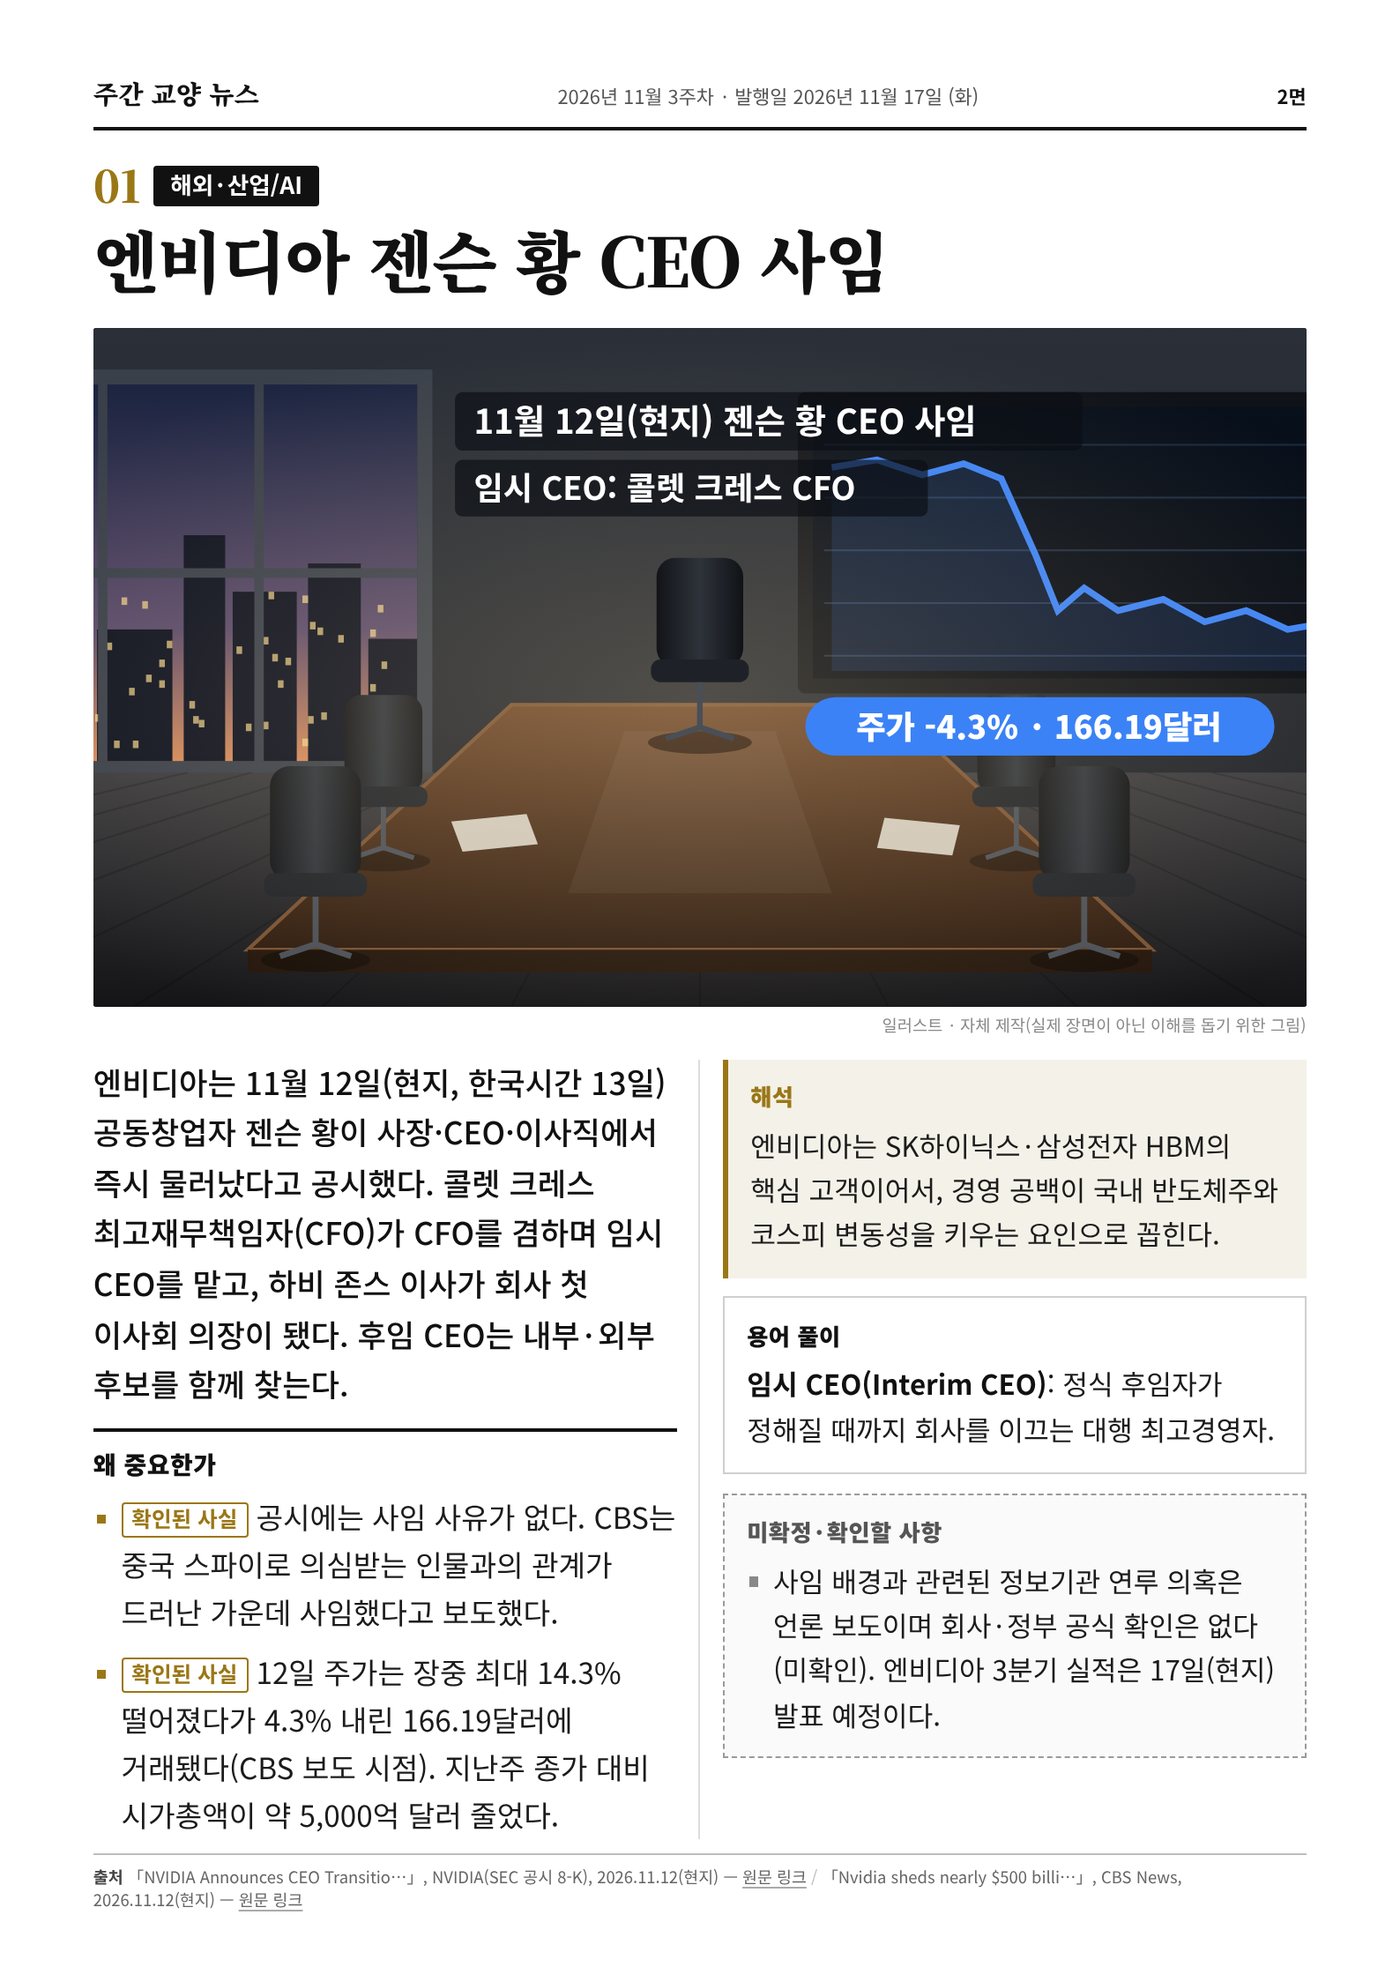 주간 교양 뉴스
2026년 11월 3주차 · 발행일 2026년 11월 17일 (화)
2면
01 해외·산업/AI
엔비디아 젠슨 황 CEO 사임
11월 12일(현지) 젠슨 황 CEO 사임
임시 CEO: 콜렛 크레스 CFO
주가 -4.3% · 166.19달러
일러스트 · 자체 제작(실제 장면이 아닌 이해를 돕기 위한 그림)
엔비디아는 11월 12일(현지, 한국시간 13일)
공동창업자 젠슨 황이 사장·CEO·이사직에서
즉시 물러났다고 공시했다. 콜렛 크레스
최고재무책임자(CFO)가 CFO를 겸하며 임시
CEO를 맡고, 하비 존스 이사가 회사 첫
이사회 의장이 됐다. 후임 CEO는 내부·외부
후보를 함께 찾는다.
왜 중요한가
▪ 확인된 사실 공시에는 사임 사유가 없다. CBS는
중국 스파이로 의심받는 인물과의 관계가
드러난 가운데 사임했다고 보도했다.
▪ 확인된 사실 12일 주가는 장중 최대 14.3%
떨어졌다가 4.3% 내린 166.19달러에
거래됐다(CBS 보도 시점). 지난주 종가 대비
시가총액이 약 5,000억 달러 줄었다.
해석
엔비디아는 SK하이닉스·삼성전자 HBM의
핵심 고객이어서, 경영 공백이 국내 반도체주와
코스피 변동성을 키우는 요인으로 꼽힌다.
용어 풀이
임시 CEO(Interim CEO): 정식 후임자가
정해질 때까지 회사를 이끄는 대행 최고경영자.
미확정·확인할 사항
▪ 사임 배경과 관련된 정보기관 연루 의혹은
언론 보도이며 회사·정부 공식 확인은 없다
(미확인). 엔비디아 3분기 실적은 17일(현지)
발표 예정이다.
출처 「NVIDIA Announces CEO Transitio…」, NVIDIA(SEC 공시 8-K), 2026.11.12(현지) — 원문 링크 / 「Nvidia sheds nearly $500 billi…」, CBS News,
2026.11.12(현지) — 원문 링크